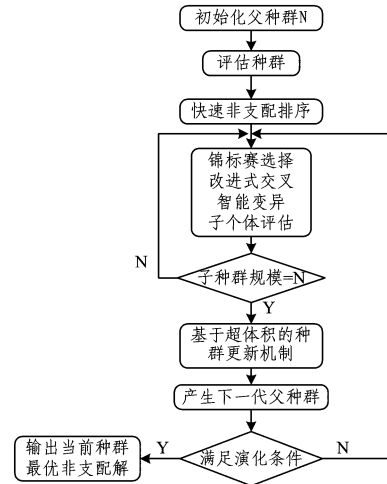 初始化父种群N
评估种群
快速非支配排序
锦标赛选择
改进式交叉
智能变异
子个体评估
N
子种群规模=N
Y
基于超体积的种
群更新机制
产生下一代父种群
输出当前种群
最优非支配解
Y
满足演化条件
N